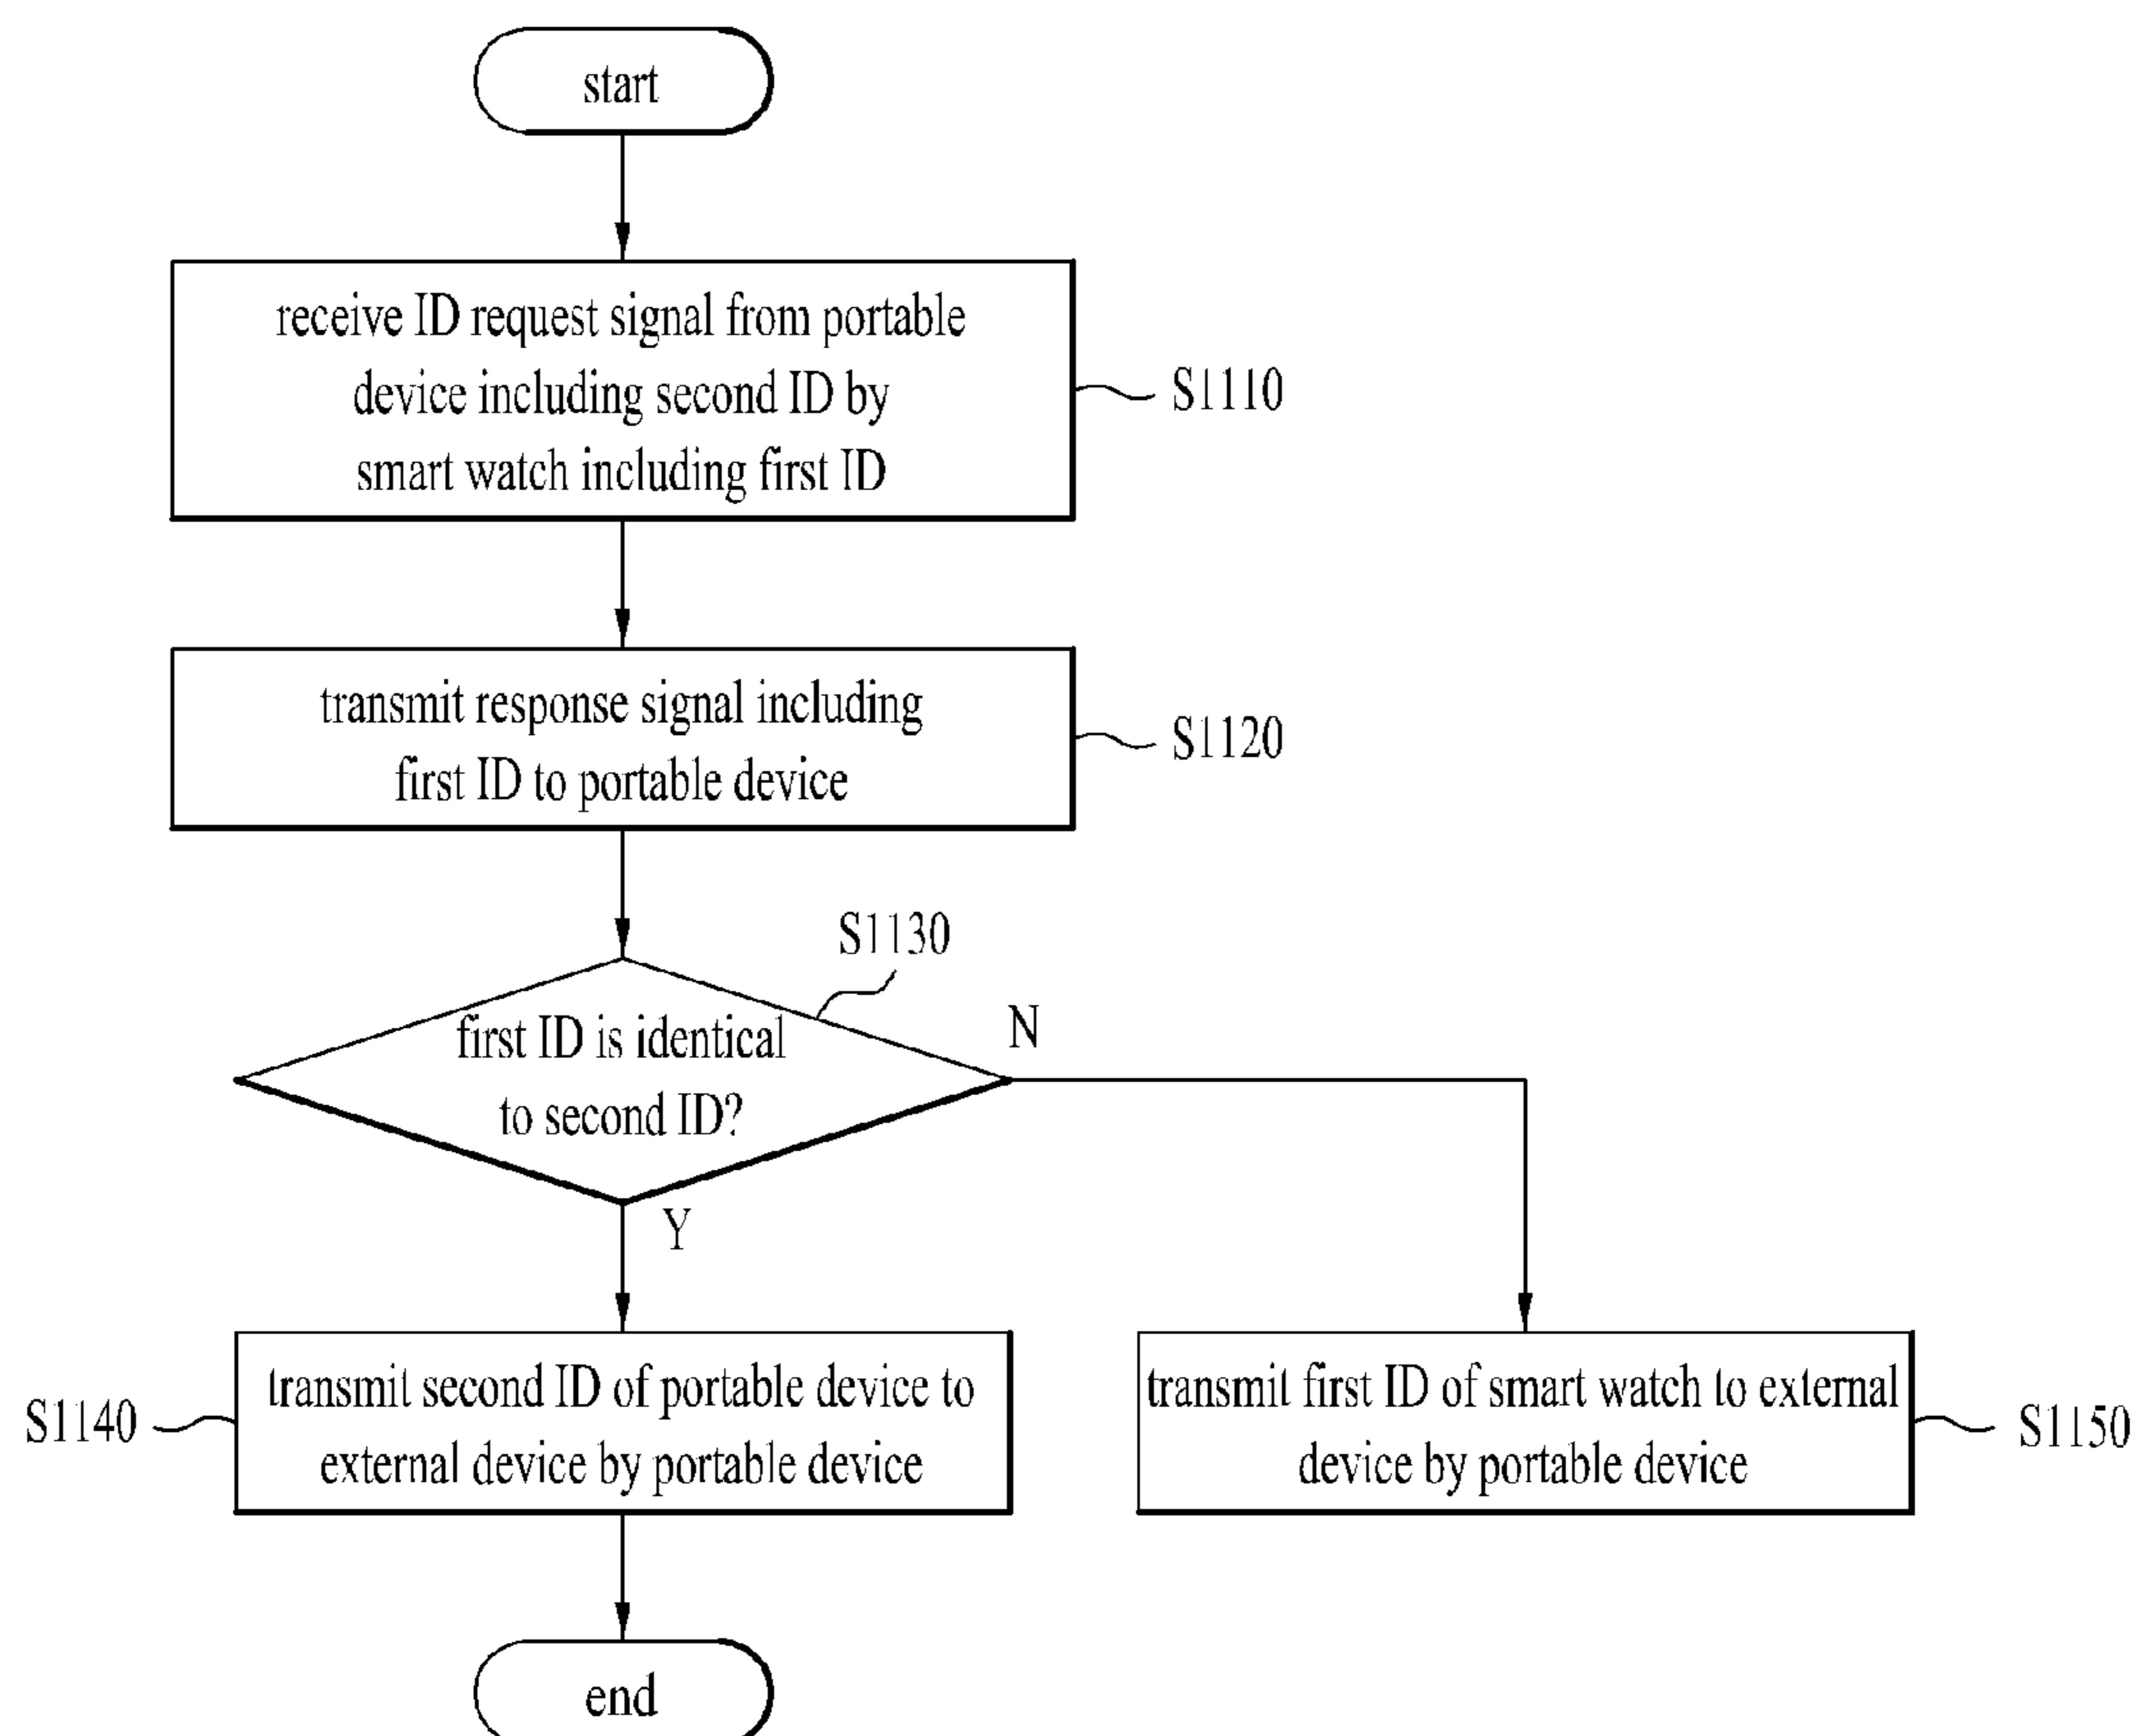 start
receive ID request signal from portable
device including second ID by
smart watch including first ID
S1110
transmit response signal including
first ID to portable device
S1120
S1130
first ID is identical
to second ID?
N
Y
S1140
transmit second ID of portable device to
external device by portable device
transmit first ID of smart watch to external
device by portable device
S1150
end